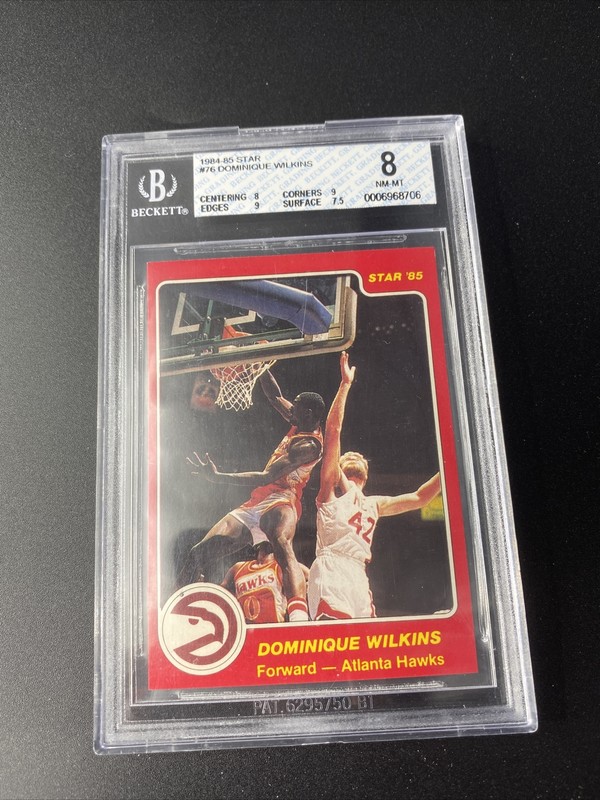 1984-85 STAR
#76 DOMINIQUE WILKINS
8
NM-MT
0006968706
CENTERING 8 CORNERS 9
EDGES 9 SURFACE 7.5
B
BECKETT®
STAR '85
42
Hawks
0
DOMINIQUE WILKINS
Forward — Atlanta Hawks
PAT.6295750 B1